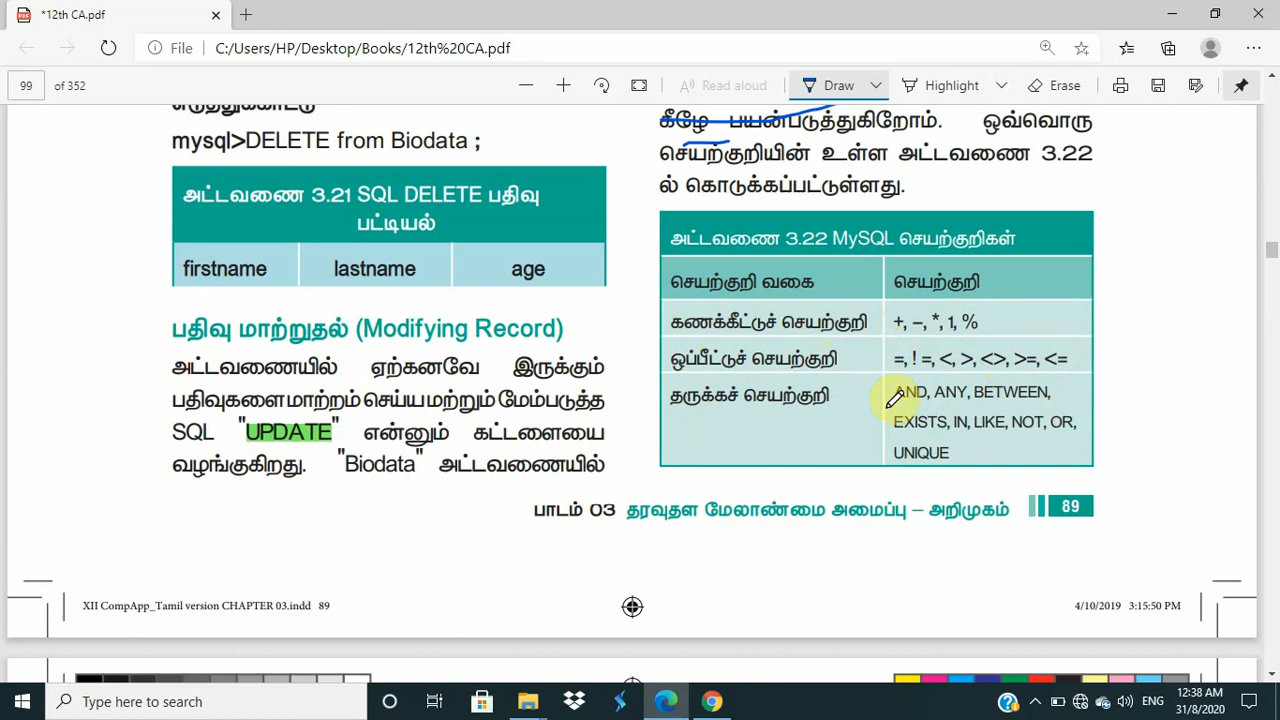 *12th CA.pdf
File C:/Users/HP/Desktop/Books/12th%20CA.pdf
99 of 352 Read aloud Draw Highlight Erase
எடுத்துக்காட்டு
mysql>DELETE from Biodata ;
அட்டவணை 3.21 SQL DELETE பதிவு
பட்டியல்
firstname lastname age
பதிவு மாற்றுதல் (Modifying Record)
அட்டவணையில் ஏற்கனவே இருக்கும்
பதிவுகளை மாற்றம் செய்ய மற்றும் மேம்படுத்த
SQL "UPDATE" என்னும் கட்டளையை
வழங்குகிறது. "Biodata" அட்டவணையில்
கீழே பயன்படுத்துகிறோம். ஒவ்வொரு
செயற்குறியின் உள்ள அட்டவணை 3.22
ல் கொடுக்கப்பட்டுள்ளது.
அட்டவணை 3.22 MySQL செயற்குறிகள்
செயற்குறி வகை செயற்குறி
கணக்கீட்டுச் செயற்குறி +, –, *, 1, %
ஒப்பீட்டுச் செயற்குறி =, ! =, <, >, <>, >=, <=
தருக்கச் செயற்குறி AND, ANY, BETWEEN,
EXISTS, IN, LIKE, NOT, OR,
UNIQUE
பாடம் 03 தரவுதள மேலாண்மை அமைப்பு – அறிமுகம் 89
XII CompApp_Tamil version CHAPTER 03.indd 89 4/10/2019 3:15:50 PM
Type here to search ENG 12:38 AM
31/8/2020